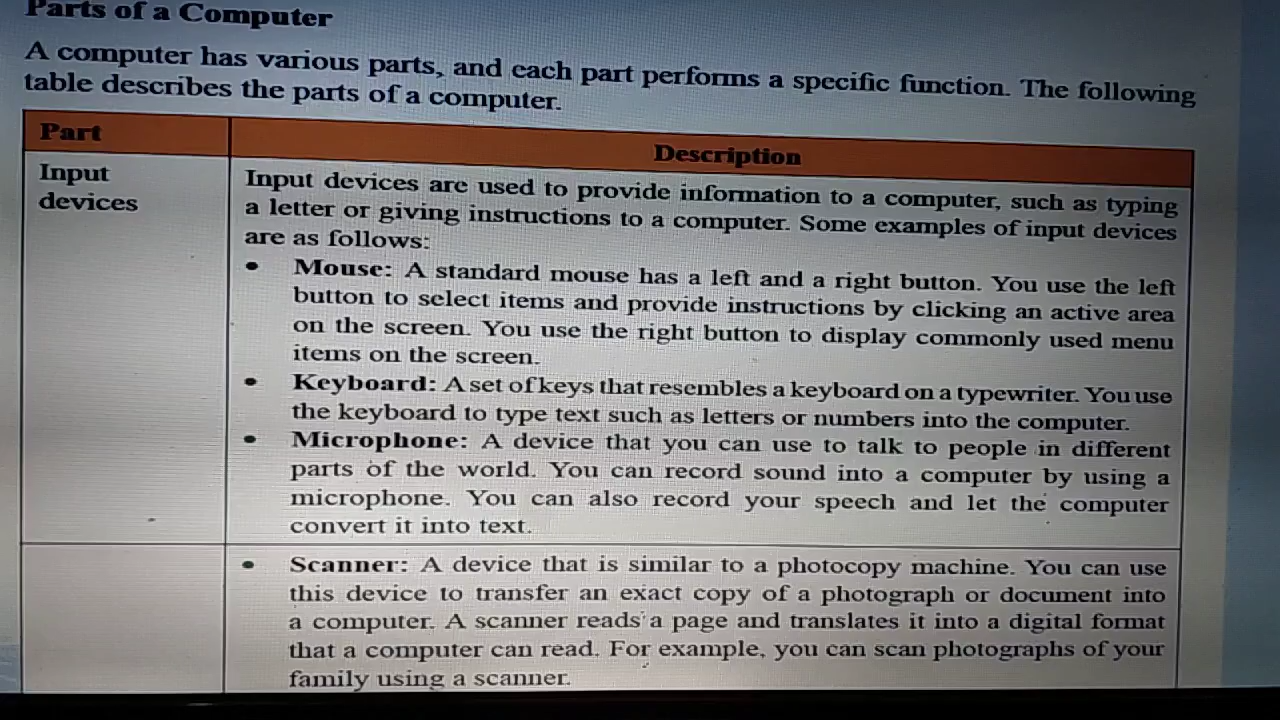 Parts of a Computer
A computer has various parts, and each part performs a specific function. The following
table describes the parts of a computer.
Part
Description
Input
devices
Input devices are used to provide information to a computer, such as typing
a letter or giving instructions to a computer. Some examples of input devices
are as follows:
• Mouse: A standard mouse has a left and a right button. You use the left
button to select items and provide instructions by clicking an active area
on the screen. You use the right button to display commonly used menu
items on the screen.
• Keyboard: A set of keys that resembles a keyboard on a typewriter. You use
the keyboard to type text such as letters or numbers into the computer.
• Microphone: A device that you can use to talk to people in different
parts of the world. You can record sound into a computer by using a
microphone. You can also record your speech and let the computer
convert it into text.
• Scanner: A device that is similar to a photocopy machine. You can use
this device to transfer an exact copy of a photograph or document into
a computer. A scanner reads a page and translates it into a digital format
that a computer can read. For example, you can scan photographs of your
family using a scanner.